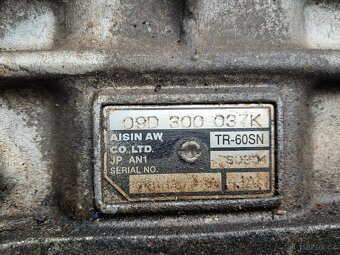 09D 300 037K
AISIN AW
CO.LTD.
TR-60SN
JP AN1
SERIAL NO.